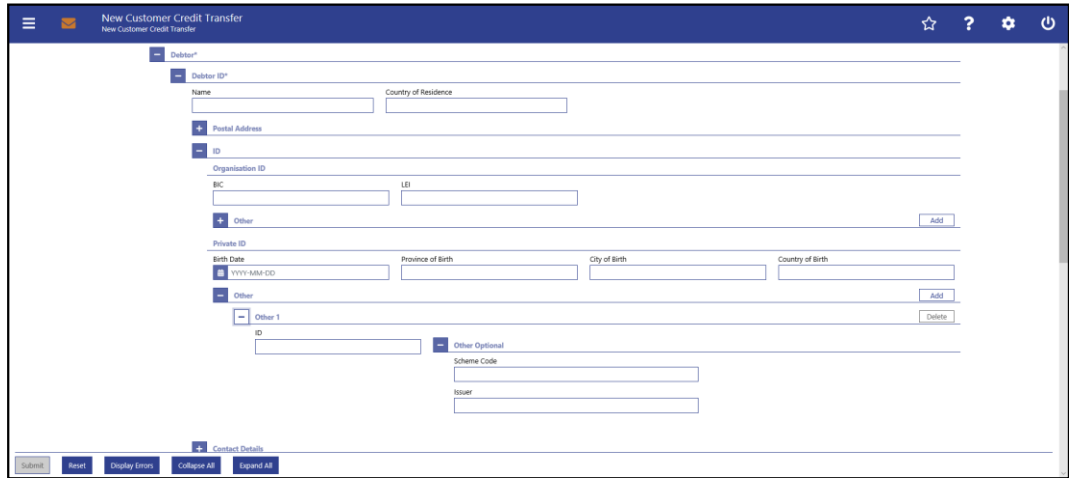 New Customer Credit Transfer
New Customer Credit Transfer
Debtor*
Debtor ID*
Name Country of Residence
Postal Address
ID
Organisation ID
BIC LEI
Other Add
Private ID
Birth Date Province of Birth City of Birth Country of Birth
YYYY-MM-DD
Other Add
Other 1 Delete
ID
Other Optional
Scheme Code
Issuer
Contact Details
Submit Reset Display Errors Collapse All Expand All